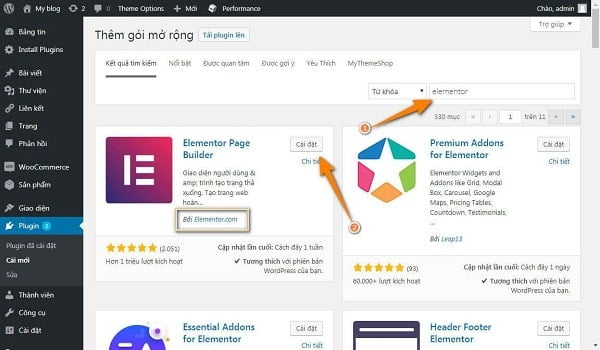 My blog
4
0
Mới
Performance
Chào, admin
Trợ giúp
Bảng tin
Install Plugins
Bài viết
Thư viện
Liên kết
Trang
Phản hồi
WooCommerce
Sản phẩm
Giao diện
Plugin 2
Plugin đã cài đặt
Cài mới
Sửa
Thành viên
Công cụ
Cài đặt
Thêm gói mở rộng
Tải plugin lên
Kết quả tìm kiếm
Nổi bật
Được quan tâm
Được gợi ý
Yêu Thích
MyThemeShop
Từ khóa
elementor
1
330 mục
«
‹
1
trên 11
›
»
Elementor Page
Builder
Cài đặt
Chi tiết
Giao diện người dùng &
amp; trình tạo trang thả
xuống. Tạo trang web
hoàn...
Bởi Elementor.com
2
(2.051)
Hơn 1 triệu lượt kích hoạt
Cập nhật lần cuối: Cách đây 1 tuần
✓ Tương thích với phiên bản
WordPress của bạn.
Premium Addons
for Elementor
Cài đặt
Chi tiết
Elementor Widgets and
Addons like Grid, Modal
Box, Carousel, Google
Maps, Pricing Tables,
Countdown, Testimonials,
...
Bởi Leap13
(93)
60.000+ lượt kích hoạt
Cập nhật lần cuối: Cách đây 1 ngày
✓ Tương thích với phiên bản
WordPress của bạn.
Essential Addons
for Elementor
Cài đặt
Header Footer
Elementor
Cài đặt